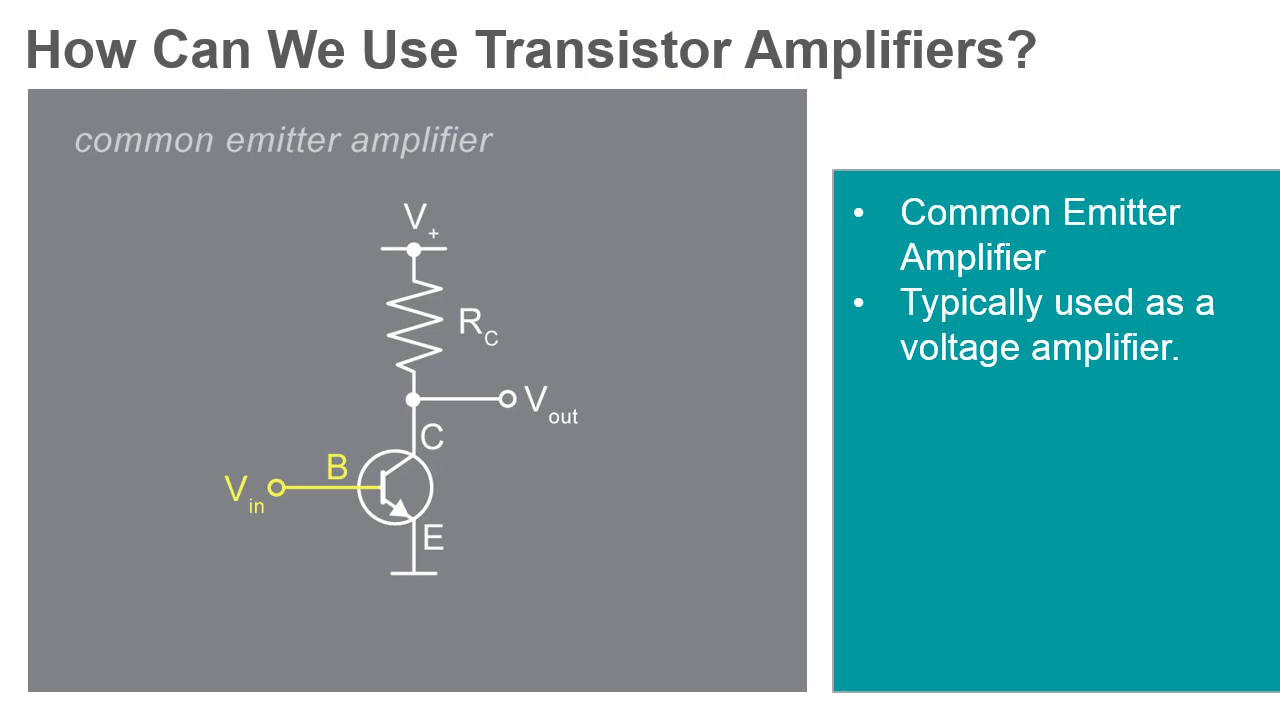 How Can We Use Transistor Amplifiers?
common emitter amplifier
V+
RC
Vout
C
B
Vin
E
• Common Emitter
Amplifier
• Typically used as a
voltage amplifier.